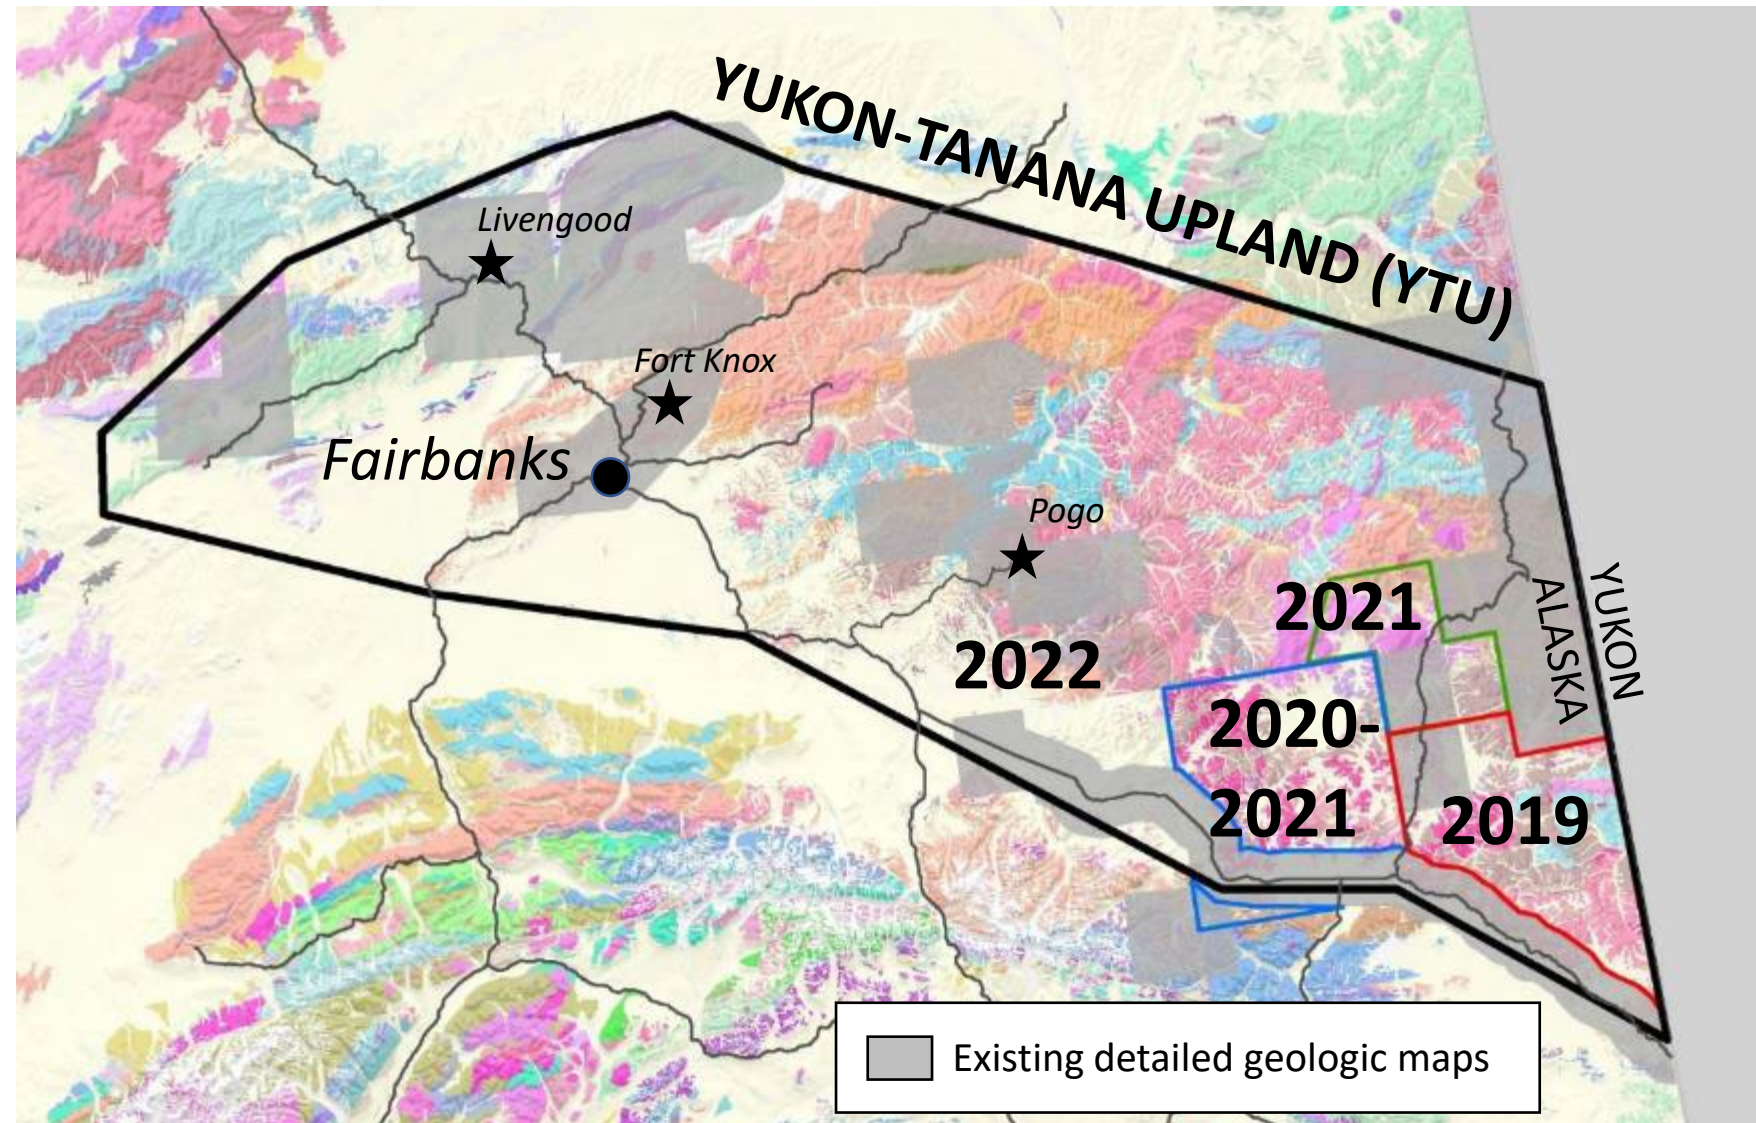 YUKON-TANANA UPLAND (YTU)
Livengood
Fort Knox
Fairbanks
Pogo
2021
YUKON
ALASKA
2022
2020-
2021
2019
Existing detailed geologic maps